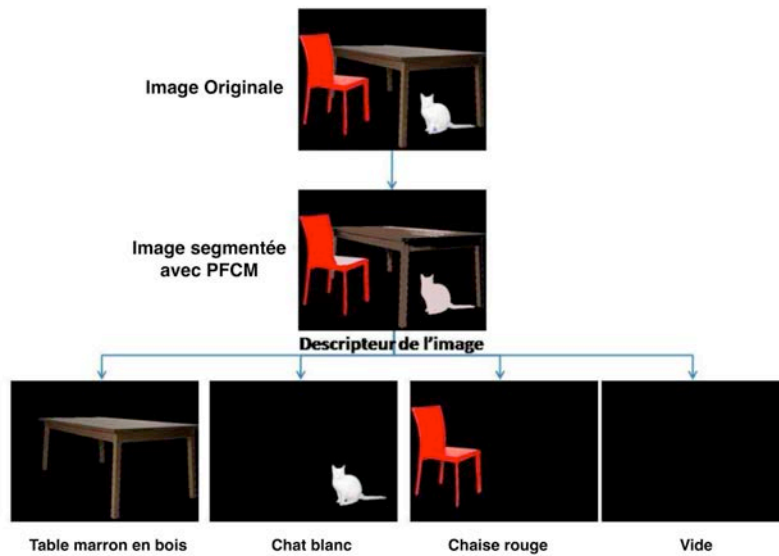 Image Originale
Image segmentée
avec PFCM
Descripteur de l'image
Table marron en bois
Chat blanc
Chaise rouge
Vide